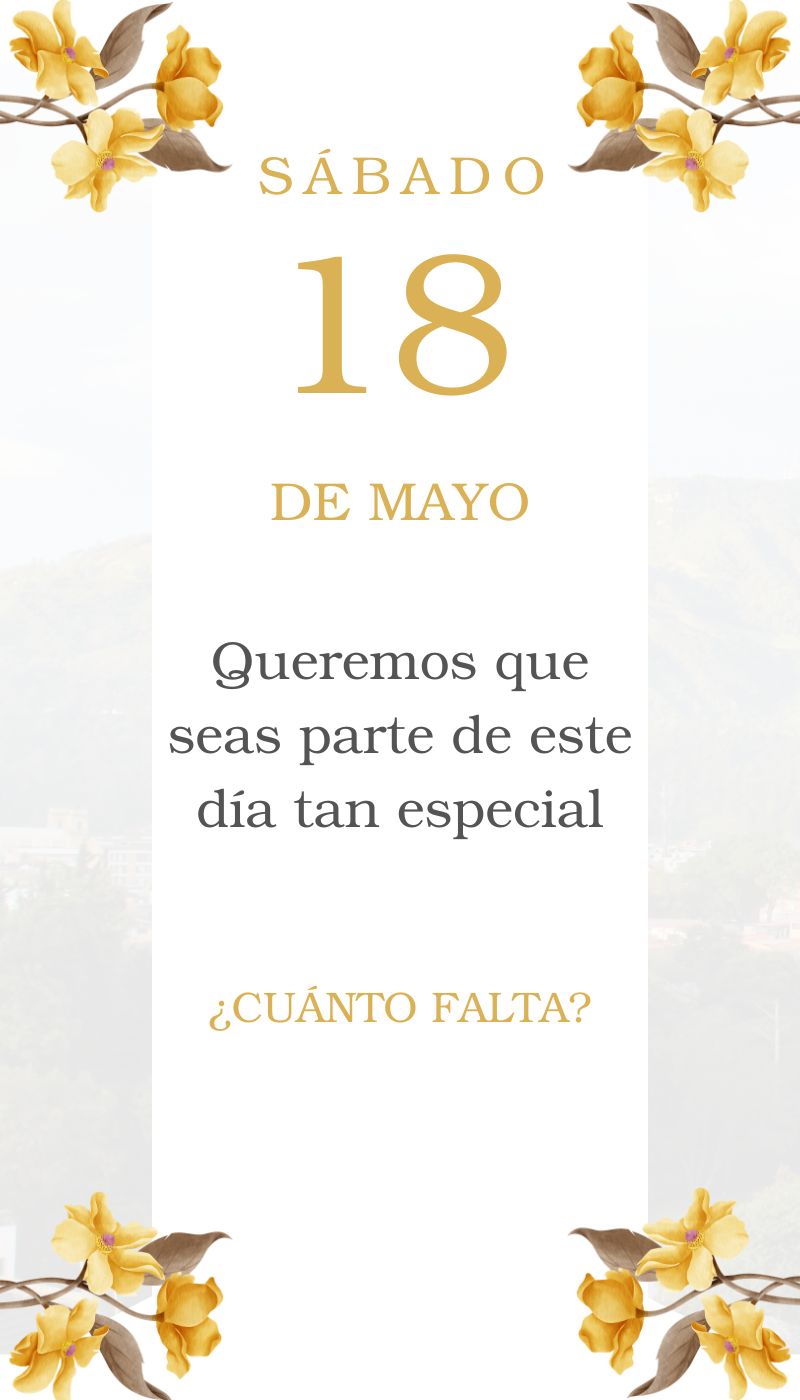 SÁBADO
18
DE MAYO
Queremos que
seas parte de este
día tan especial
¿CUÁNTO FALTA?